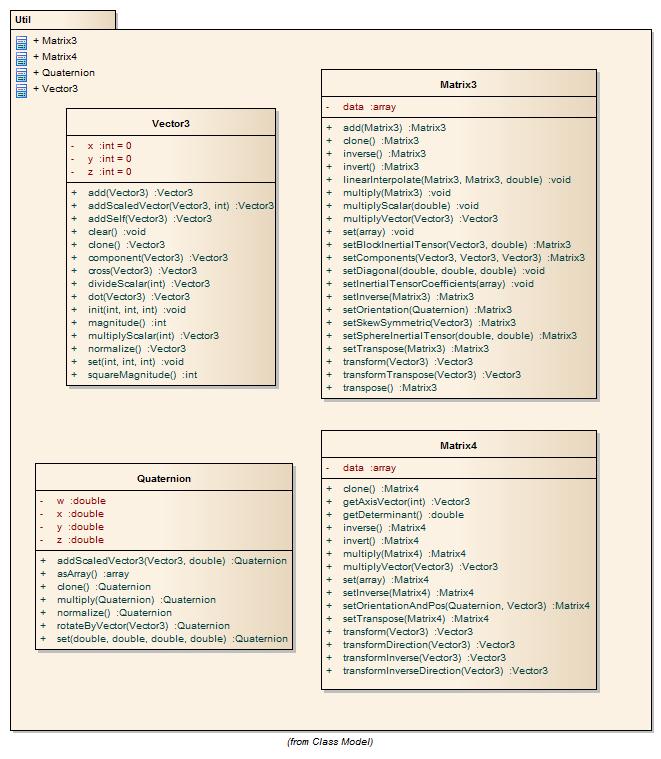 Util
+ Matrix3
+ Matrix4
+ Quaternion
+ Vector3
Vector3
- x :int = 0
- y :int = 0
- z :int = 0
+ add(Vector3) :Vector3
+ addScaledVector(Vector3, int) :Vector3
+ addSelf(Vector3) :Vector3
+ clear() :void
+ clone() :Vector3
+ component(Vector3) :Vector3
+ cross(Vector3) :Vector3
+ divideScalar(int) :Vector3
+ dot(Vector3) :Vector3
+ init(int, int, int) :void
+ magnitude() :int
+ multiplyScalar(int) :Vector3
+ normalize() :Vector3
+ set(int, int, int) :void
+ squareMagnitude() :int
Matrix3
- data :array
+ add(Matrix3) :Matrix3
+ clone() :Matrix3
+ inverse() :Matrix3
+ invert() :Matrix3
+ linearInterpolate(Matrix3, Matrix3, double) :void
+ multiply(Matrix3) :void
+ multiplyScalar(double) :void
+ multiplyVector(Vector3) :Vector3
+ set(array) :void
+ setBlockInertialTensor(Vector3, double) :Matrix3
+ setComponents(Vector3, Vector3, Vector3) :Matrix3
+ setDiagonal(double, double, double) :void
+ setInertialTensorCoefficients(array) :void
+ setInverse(Matrix3) :Matrix3
+ setOrientation(Quaternion) :Matrix3
+ setSkewSymmetric(Vector3) :Matrix3
+ setSphereInertialTensor(double, double) :Matrix3
+ setTranspose(Matrix3) :Matrix3
+ transform(Vector3) :Vector3
+ transformTranspose(Vector3) :Vector3
+ transpose() :Matrix3
Quaternion
- w :double
- x :double
- y :double
- z :double
+ addScaledVector3(Vector3, double) :Quaternion
+ asArray() :array
+ clone() :Quaternion
+ multiply(Quaternion) :Quaternion
+ normalize() :Quaternion
+ rotateByVector(Vector3) :Quaternion
+ set(double, double, double, double) :Quaternion
Matrix4
- data :array
+ clone() :Matrix4
+ getAxisVector(int) :Vector3
+ getDeterminant() :double
+ inverse() :Matrix4
+ invert() :Matrix4
+ multiply(Matrix4) :Matrix4
+ multiplyVector(Vector3) :Vector3
+ set(array) :Matrix4
+ setInverse(Matrix4) :Matrix4
+ setOrientationAndPos(Quaternion, Vector3) :Matrix4
+ setTranspose(Matrix4) :Matrix4
+ transform(Vector3) :Vector3
+ transformDirection(Vector3) :Vector3
+ transformInverse(Vector3) :Vector3
+ transformInverseDirection(Vector3) :Vector3
(from Class Model)